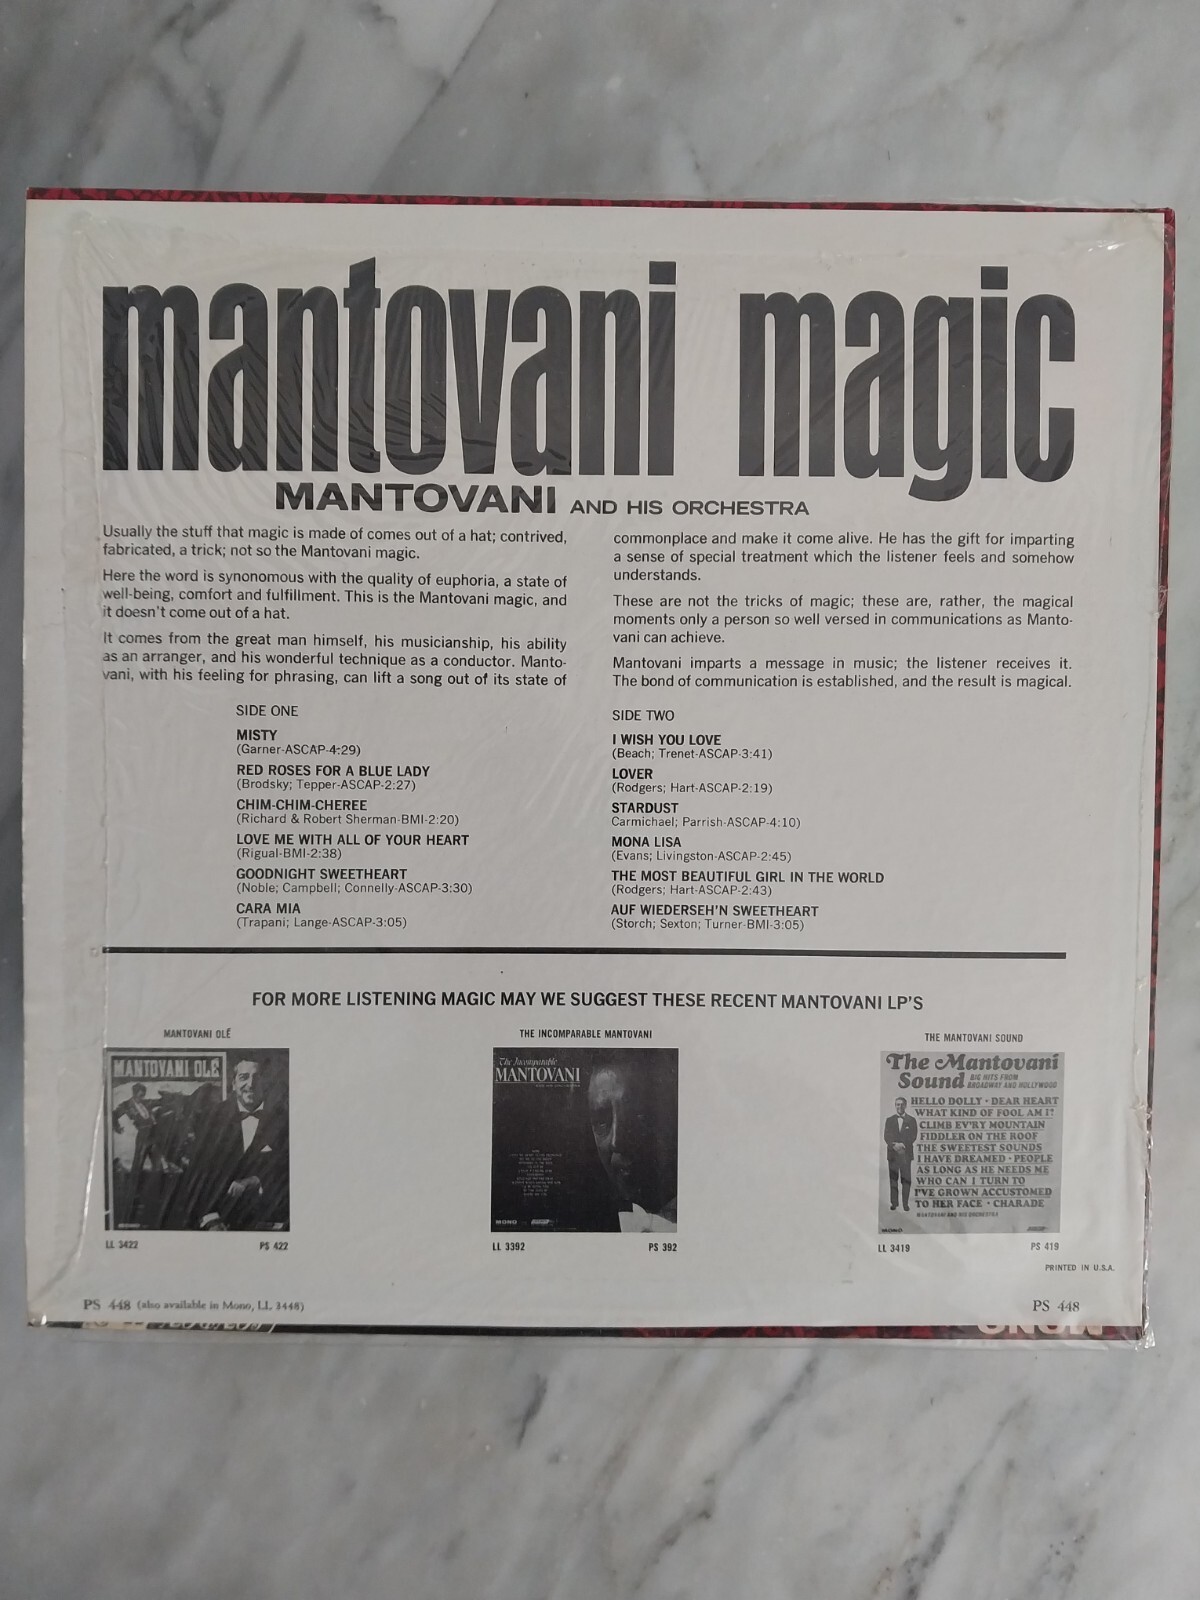 mantovani magic
MANTOVANI AND HIS ORCHESTRA
Usually the stuff that magic is made of comes out of a hat; contrived,
fabricated, a trick; not so the Mantovani magic.
Here the word is synonomous with the quality of euphoria, a state of
well-being, comfort and fulfillment. This is the Mantovani magic, and
it doesn't come out of a hat.
It comes from the great man himself, his musicianship, his ability
as an arranger, and his wonderful technique as a conductor. Manto-
vani, with his feeling for phrasing, can lift a song out of its state of
commonplace and make it come alive. He has the gift for imparting
a sense of special treatment which the listener feels and somehow
understands.
These are not the tricks of magic; these are, rather, the magical
moments only a person so well versed in communications as Manto-
vani can achieve.
Mantovani imparts a message in music; the listener receives it.
The bond of communication is established, and the result is magical.
SIDE ONE
MISTY
(Garner-ASCAP-4:29)
RED ROSES FOR A BLUE LADY
(Brodsky; Tepper-ASCAP-2:27)
CHIM-CHIM-CHEREE
(Richard & Robert Sherman-BMI-2:20)
LOVE ME WITH ALL OF YOUR HEART
(Rigual-BMI-2:38)
GOODNIGHT SWEETHEART
(Noble; Campbell; Connelly-ASCAP-3:30)
CARA MIA
(Trapani; Lange-ASCAP-3:05)
SIDE TWO
I WISH YOU LOVE
(Beach; Trenet-ASCAP-3:41)
LOVER
(Rodgers; Hart-ASCAP-2:19)
STARDUST
Carmichael; Parrish-ASCAP-4:10)
MONA LISA
(Evans; Livingston-ASCAP-2:45)
THE MOST BEAUTIFUL GIRL IN THE WORLD
(Rodgers; Hart-ASCAP-2:43)
AUF WIEDERSEH'N SWEETHEART
(Storch; Sexton; Turner-BMI-3:05)
FOR MORE LISTENING MAGIC MAY WE SUGGEST THESE RECENT MANTOVANI LP'S
MANTOVANI OLÉ
MANTOVANI OLÉ
LL 3422 PS 422
THE INCOMPARABLE MANTOVANI
The Incomparable
MANTOVANI
MONO
LL 3392 PS 392
THE MANTOVANI SOUND
The Mantovani
Sound BIG HITS FROM
BROADWAY AND HOLLYWOOD
HELLO DOLLY • DEAR HEART
WHAT KIND OF FOOL AM I?
CLIMB EV'RY MOUNTAIN
FIDDLER ON THE ROOF
THE SWEETEST SOUNDS
I HAVE DREAMED • PEOPLE
AS LONG AS HE NEEDS ME
WHO CAN I TURN TO
I'VE GROWN ACCUSTOMED
TO HER FACE • CHARADE
MANTOVANI AND HIS ORCHESTRA
MONO
LL 3419 PS 419
PRINTED IN U.S.A.
PS 448 (also available in Mono, LL 3448) PS 448
MONO